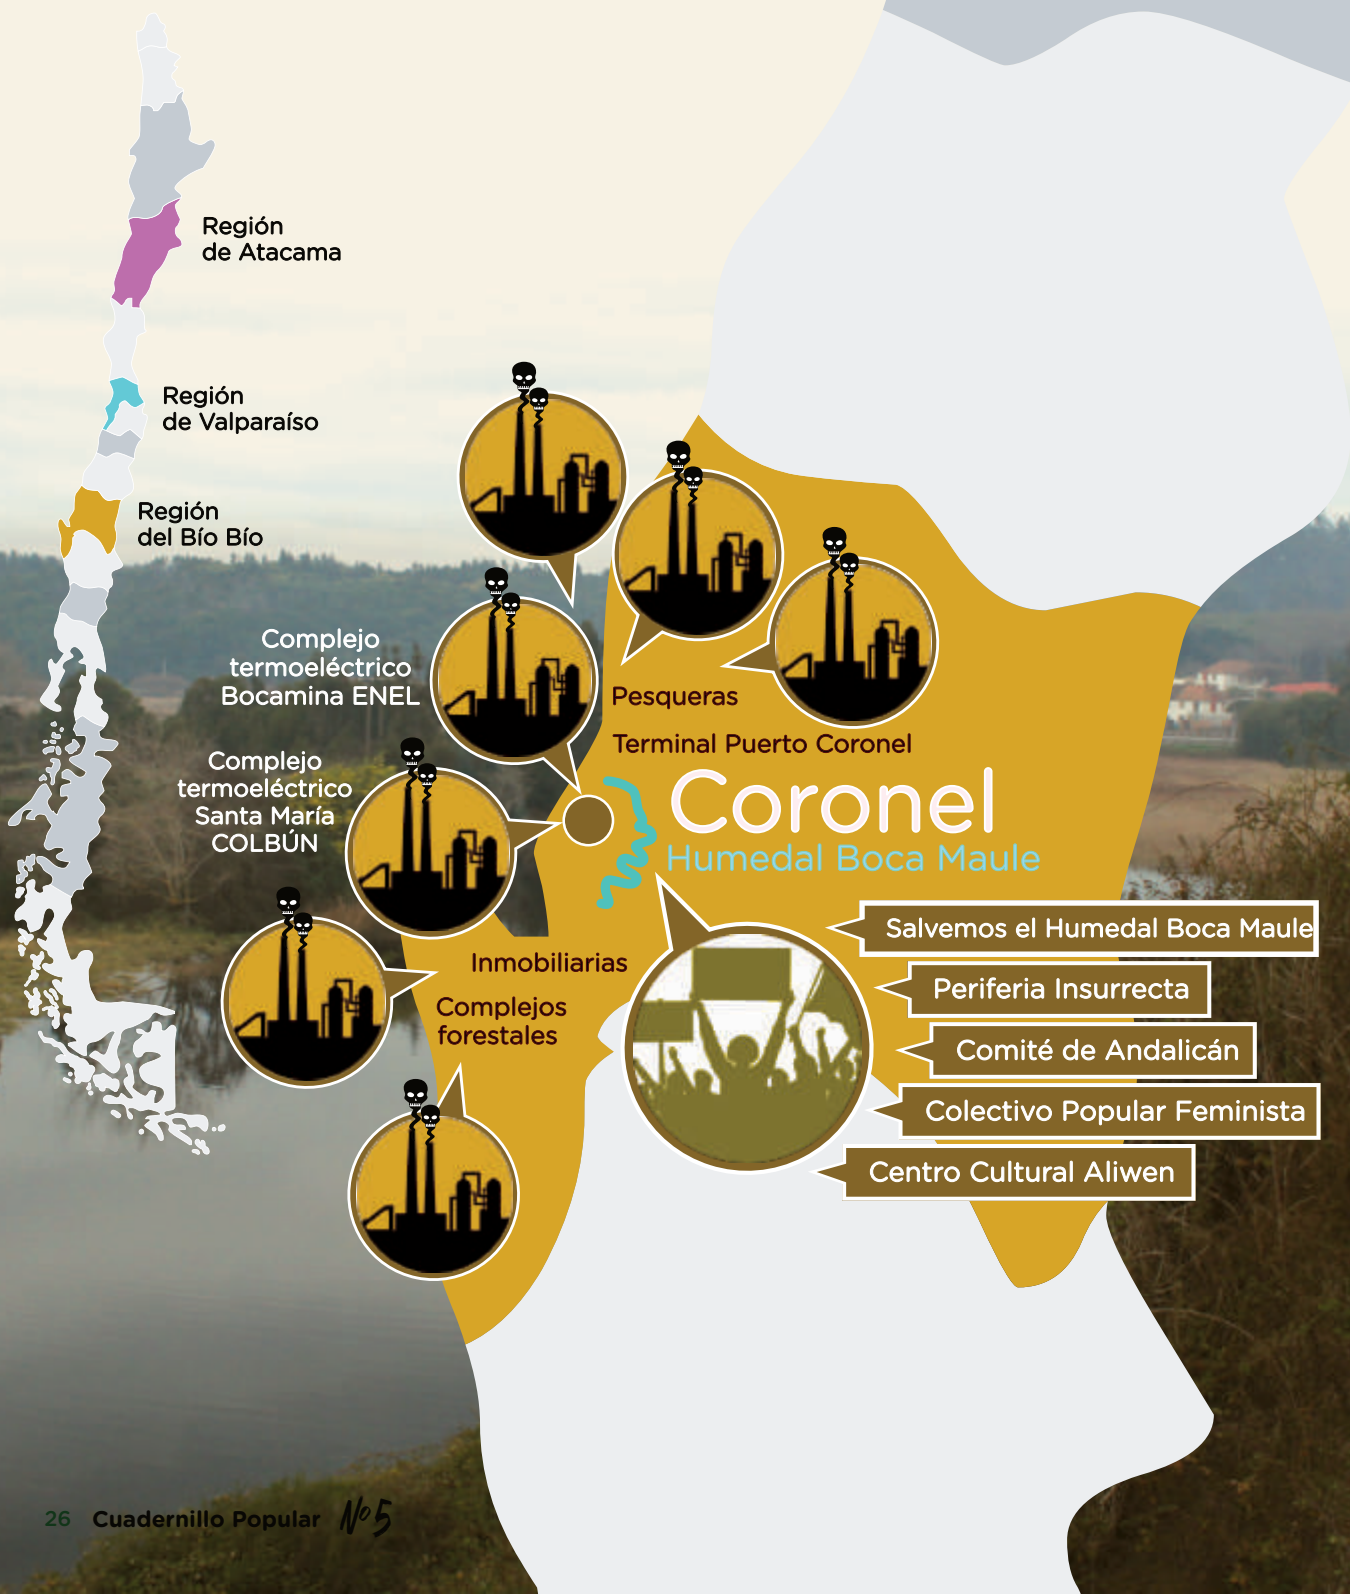 Región
de Atacama
Región
de Valparaíso
Región
del Bío Bío
Complejo
termoeléctrico
Bocamina ENEL
Complejo
termoeléctrico
Santa María
COLBÚN
Pesqueras
Terminal Puerto Coronel
Coronel
Humedal Boca Maule
Inmobiliarias
Complejos
forestales
Salvemos el Humedal Boca Maule
Periferia Insurrecta
Comité de Andalicán
Colectivo Popular Feminista
Centro Cultural Aliwen
26 Cuadernillo Popular Nº5